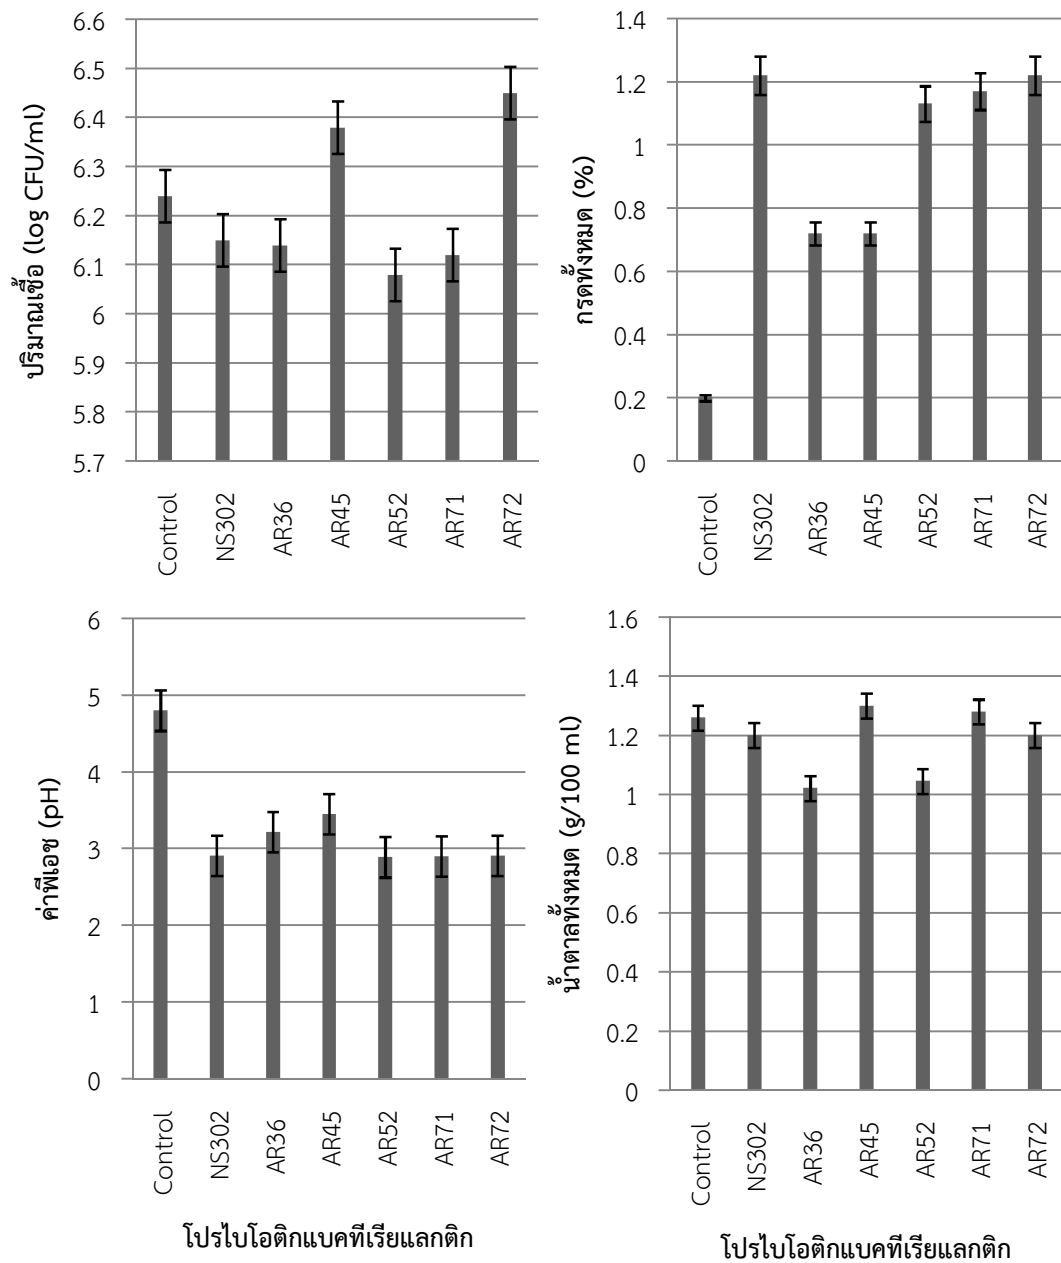 ปริมาณเชื้อ (log CFU/ml)
6.6
6.5
6.4
6.3
6.2
6.1
6
5.9
5.8
5.7
Control
NS302
AR36
AR45
AR52
AR71
AR72
กรดทั้งหมด (%)
1.4
1.2
1
0.8
0.6
0.4
0.2
0
Control
NS302
AR36
AR45
AR52
AR71
AR72
ค่าพีเอช (pH)
6
5
4
3
2
1
0
Control
NS302
AR36
AR45
AR52
AR71
AR72
โปรไบโอติกแบคทีเรียแลกติก
น้ำตาลทั้งหมด (g/100 ml)
1.6
1.4
1.2
1
0.8
0.6
0.4
0.2
0
Control
NS302
AR36
AR45
AR52
AR71
AR72
โปรไบโอติกแบคทีเรียแลกติก